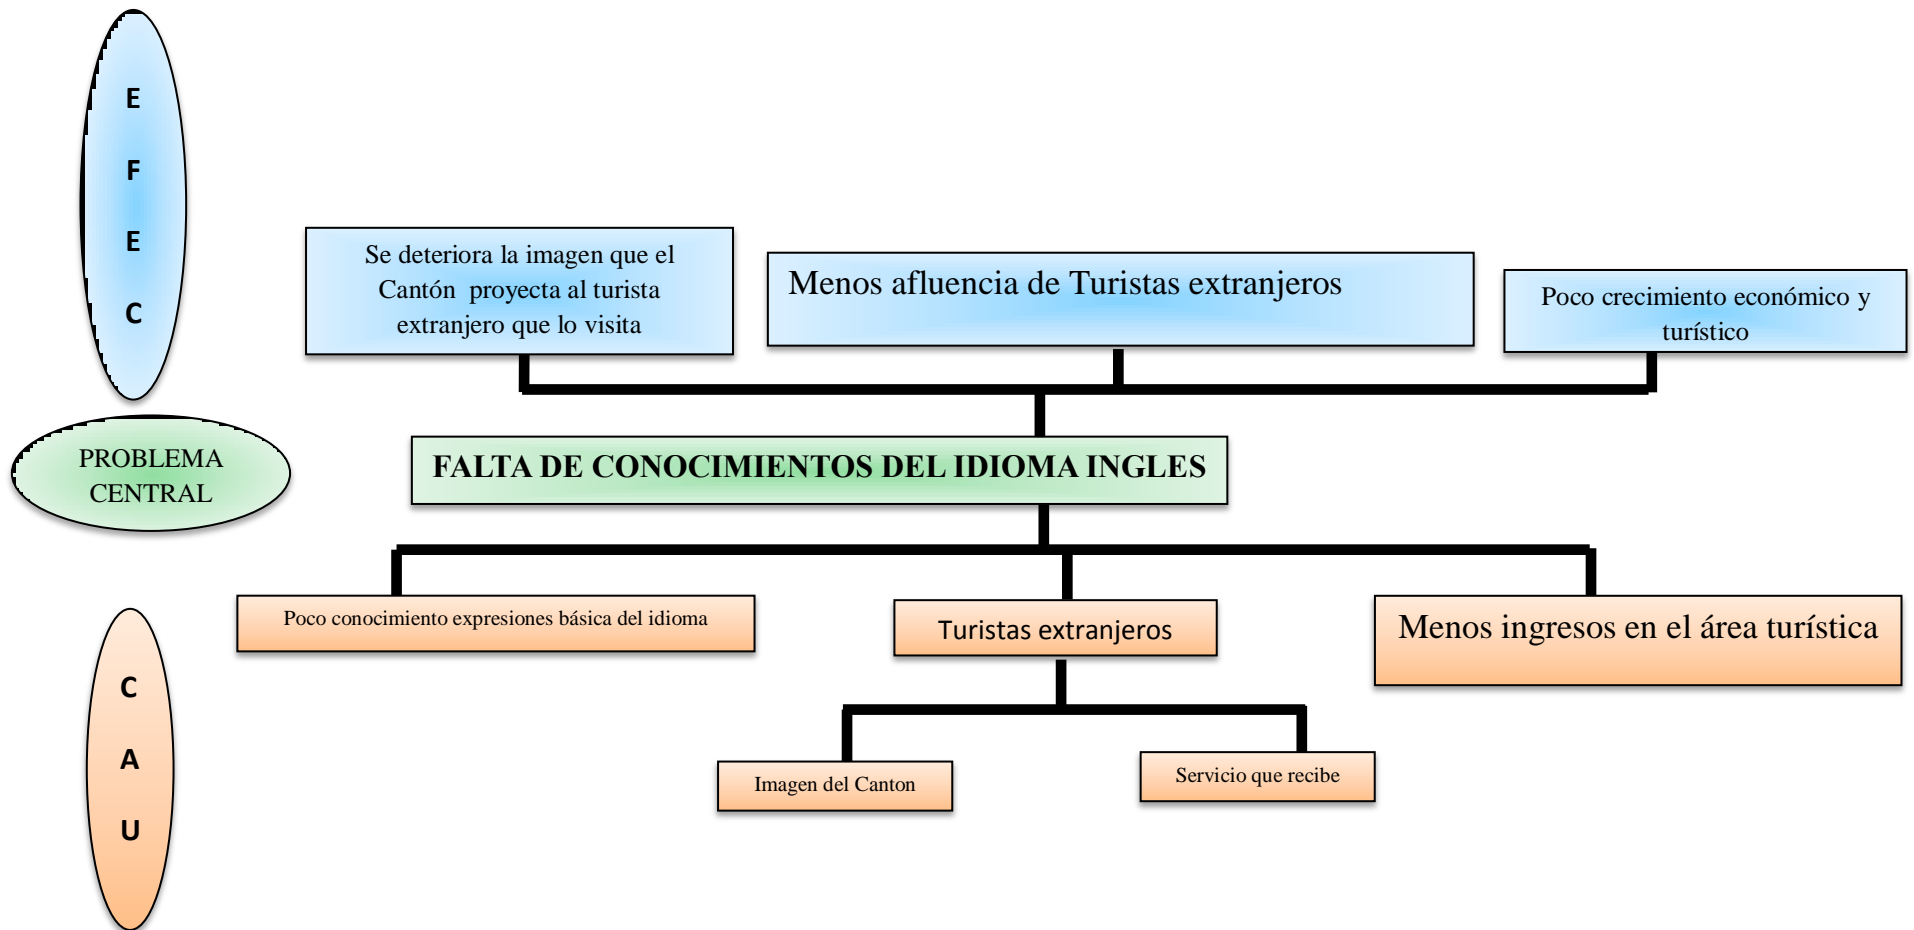 E
F
E
C
Se deteriora la imagen que el
Cantón proyecta al turista
extranjero que lo visita
Menos afluencia de Turistas extranjeros
Poco crecimiento económico y
turístico
PROBLEMA
CENTRAL
FALTA DE CONOCIMIENTOS DEL IDIOMA INGLES
C
A
U
Poco conocimiento expresiones básica del idioma
Turistas extranjeros
Menos ingresos en el área turística
Imagen del Canton
Servicio que recibe